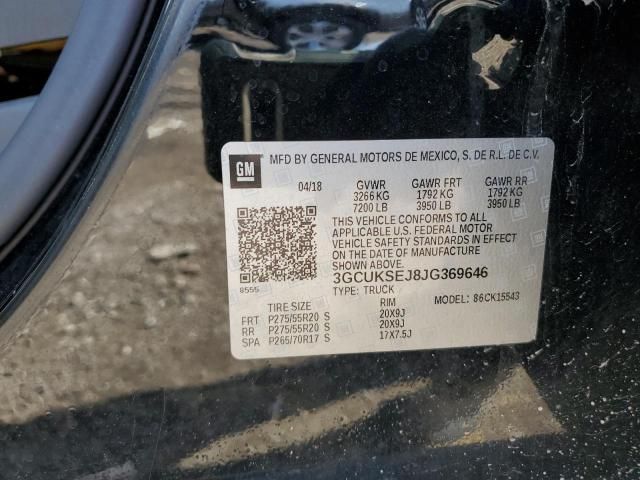 GM MFD BY GENERAL MOTORS DE MEXICO, S. DE R.L. DE C.V.
04/18 GVWR GAWR FRT GAWR RR
3266 KG 1792 KG 1792 KG
7200 LB 3950 LB 3950 LB
THIS VEHICLE CONFORMS TO ALL
APPLICABLE U.S. FEDERAL MOTOR
VEHICLE SAFETY STANDARDS IN EFFECT
ON THE DATE OF MANUFACTURE
SHOWN ABOVE.
8555 3GCUKSEJ8JG369646
TYPE: TRUCK
MODEL: 86CK15543
TIRE SIZE RIM
FRT P275/55R20 S 20X9J
RR P275/55R20 S 20X9J
SPA P265/70R17 S 17X7.5J